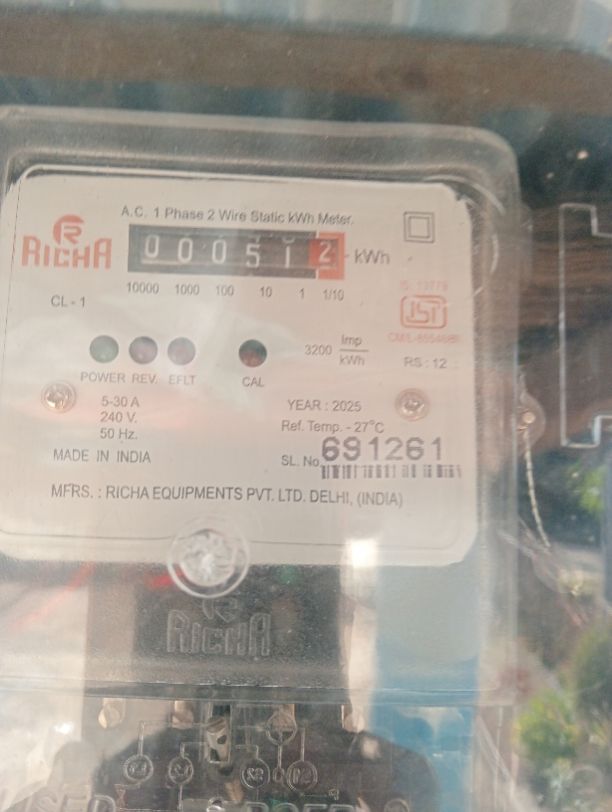 A.C. 1 Phase 2 Wire Static kWh Meter.
RICHA
0 0 0 5 1 2 - kWh
10000 1000 100 10 1 1/10
CL - 1
IS: 13779
ISI
3200 Imp/kWh
RS : 12
POWER REV. EFLT CAL
5-30 A
240 V.
50 Hz.
YEAR : 2025
Ref. Temp. - 27°C
MADE IN INDIA
SL. No. 691261
MFRS. : RICHA EQUIPMENTS PVT. LTD. DELHI, (INDIA)
RICHA